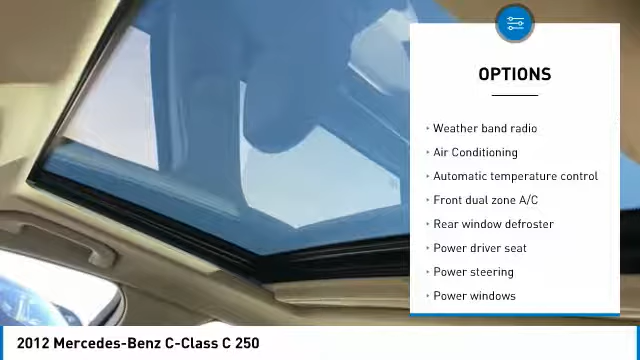 OPTIONS
Weather band radio
Air Conditioning
Automatic temperature control
Front dual zone A/C
Rear window defroster
Power driver seat
Power steering
Power windows
2012 Mercedes-Benz C-Class C 250